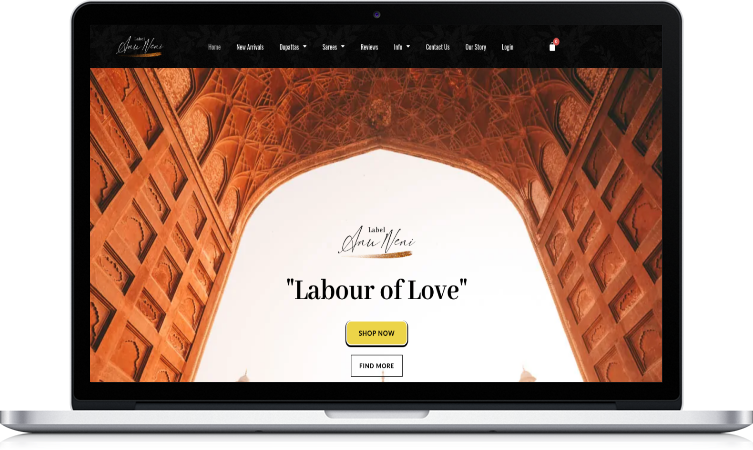 Label
Anu Neni
Home New Arrivals Dupattas Sarees Reviews Info Contact Us Our Story Login
Label
Anu Neni
"Labour of Love"
SHOP NOW
FIND MORE